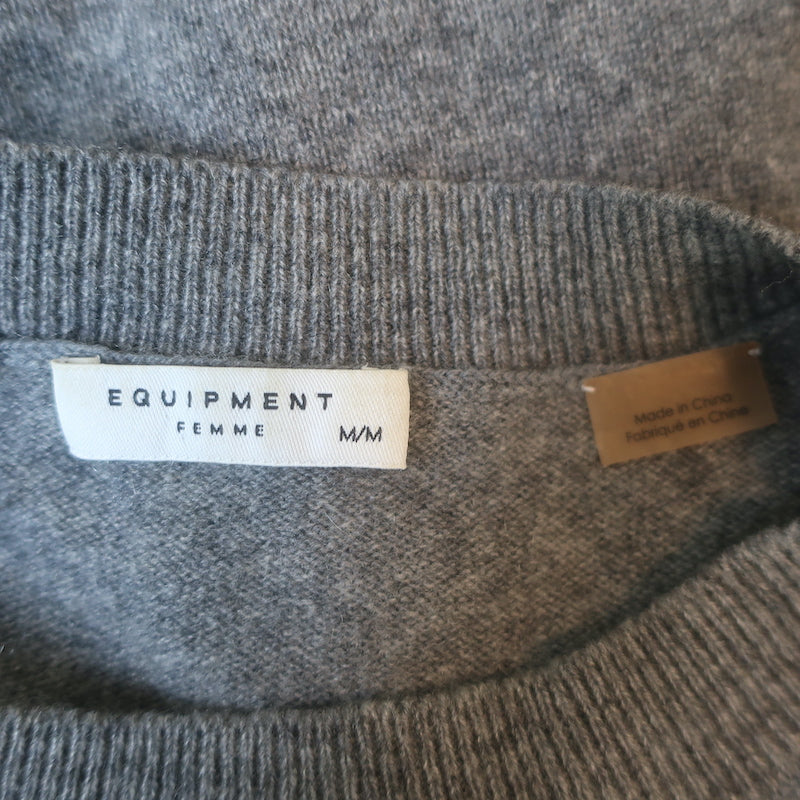 EQUIPMENT
FEMME
M/M
Made in China
Fabriqué en Chine